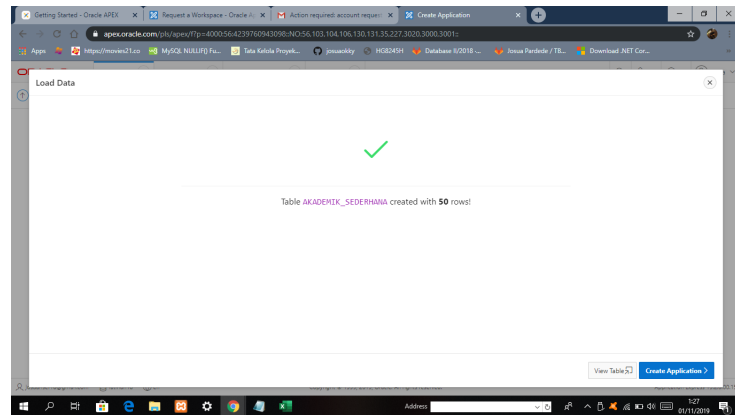 Getting Started - Oracle APEX
Request a Workspace - Oracle Ap
Action required: account request
Create Application
apex.oracle.com/pls/apex/f?p=4000:56:4239760943098::NO:56,103,104,106,130,131,35,227,3020,3000,3001::
Apps
https://movies21.co
MySQL NULLIF() Fu...
Tata Kelola Proyek...
josuaokky
HG8245H
Database II/2018 -...
Josua Pardede / TB...
Download .NET Cor...
Load Data
Table AKADEMIK_SEDERHANA created with 50 rows!
View Table
Create Application
Address
1:27
01/11/2019